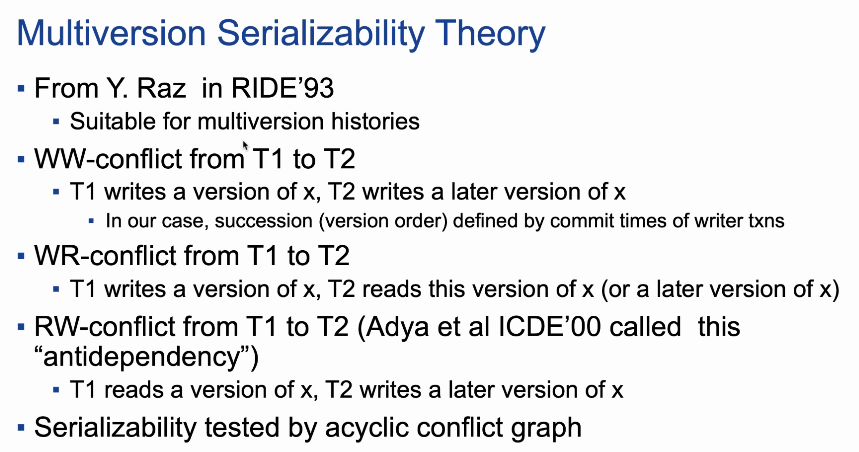 Multiversion Serializability Theory
▪ From Y. Raz in RIDE'93
▪ Suitable for multiversion histories
▪ WW-conflict from T1 to T2
▪ T1 writes a version of x, T2 writes a later version of x
▪ In our case, succession (version order) defined by commit times of writer txns
▪ WR-conflict from T1 to T2
▪ T1 writes a version of x, T2 reads this version of x (or a later version of x)
▪ RW-conflict from T1 to T2 (Adya et al ICDE'00 called this
“antidependency”)
▪ T1 reads a version of x, T2 writes a later version of x
▪ Serializability tested by acyclic conflict graph